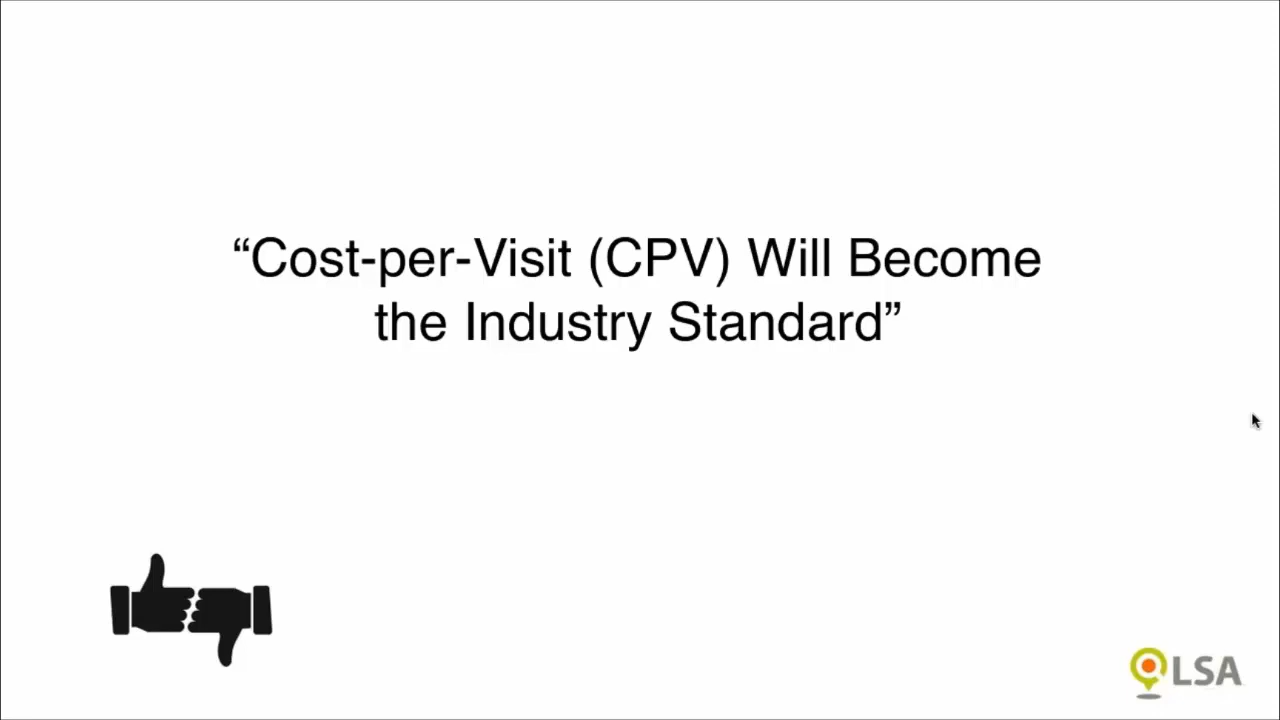 “Cost-per-Visit (CPV) Will Become
the Industry Standard”
LSA